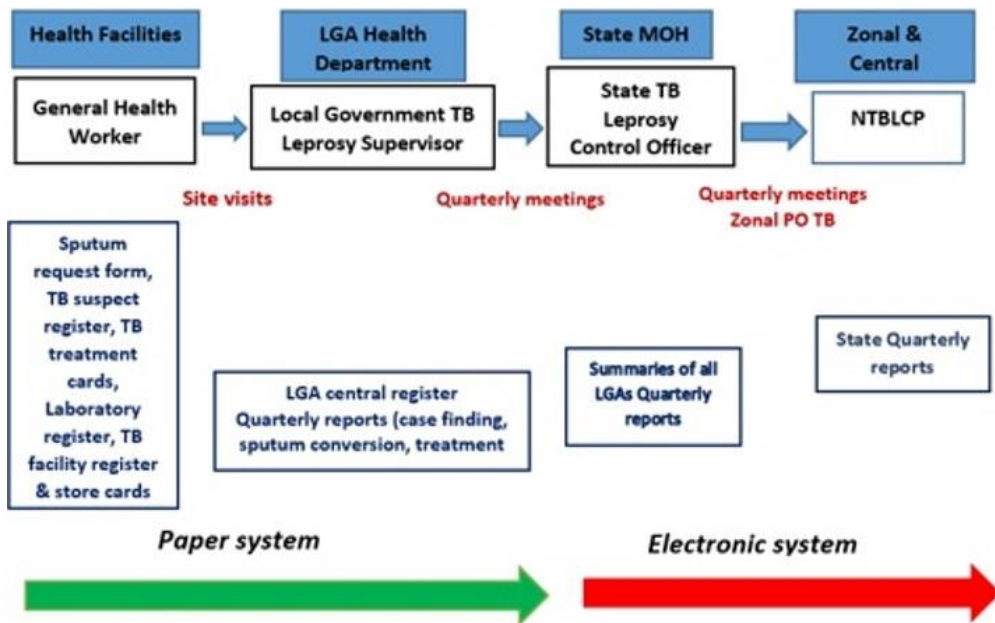 Health Facilities
LGA Health
Department
State MOH
Zonal &
Central
General Health
Worker
Local Government TB
Leprosy Supervisor
State TB
Leprosy
Control Officer
NTBLCP
Site visits
Quarterly meetings
Quarterly meetings
Zonal PO TB
Sputum
request form,
TB suspect
register, TB
treatment
cards,
Laboratory
register, TB
facility register
& store cards
LGA central register
Quarterly reports (case finding,
sputum conversion, treatment
Summaries of all
LGAs Quarterly
reports
State Quarterly
reports
Paper system
Electronic system